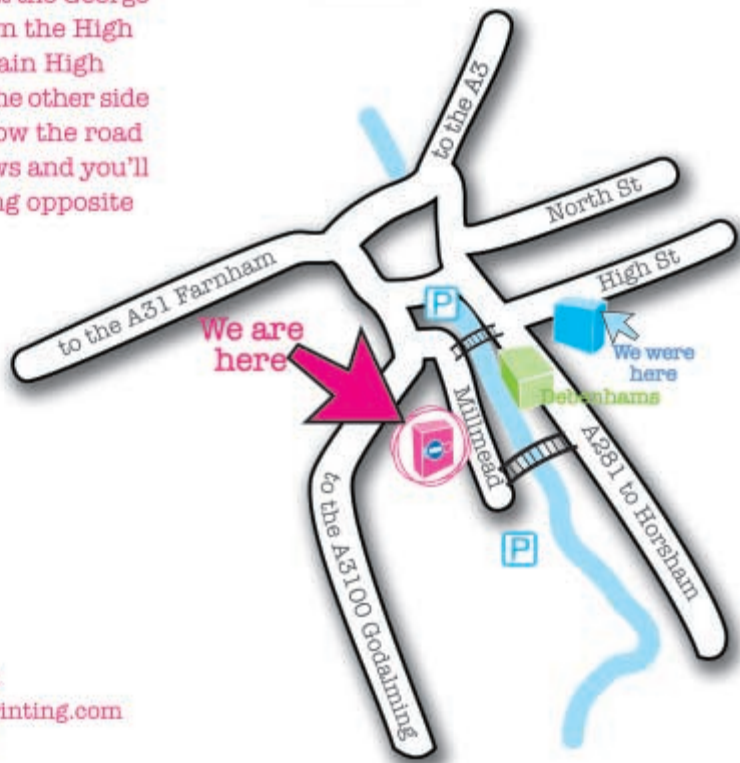 the George
n the High
ain High
he other side
ow the road
ws and you'll
ng opposite
to the A3
North St
High St
to the A31 Farnham
P
We are
here
We were
here
Debenhams
Millmead
A281 to Horsham
P
to the A3100 Godalming
inting.com